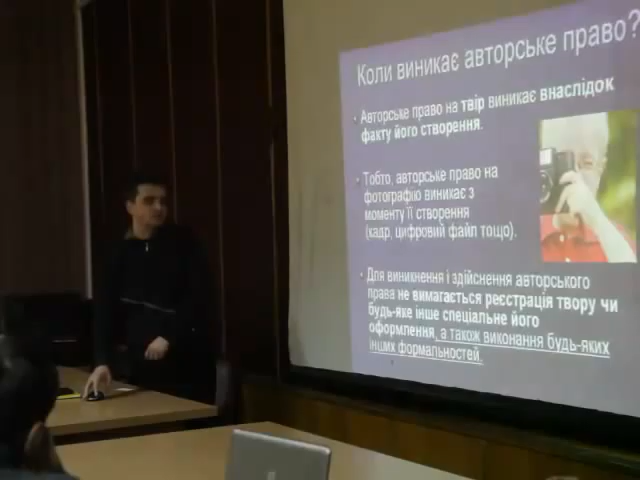 Коли виникає авторське право?
Авторське право на твір виникає внаслідок
факту його створення.
Тобто, авторське право на
фотографію виникає з
моменту її створення
(кадр, цифровий файл тощо).
Для виникнення і здійснення авторського
права не вимагається реєстрація твору чи
будь-яке інше спеціальне його
оформлення, а також виконання будь-яких
інших формальностей.